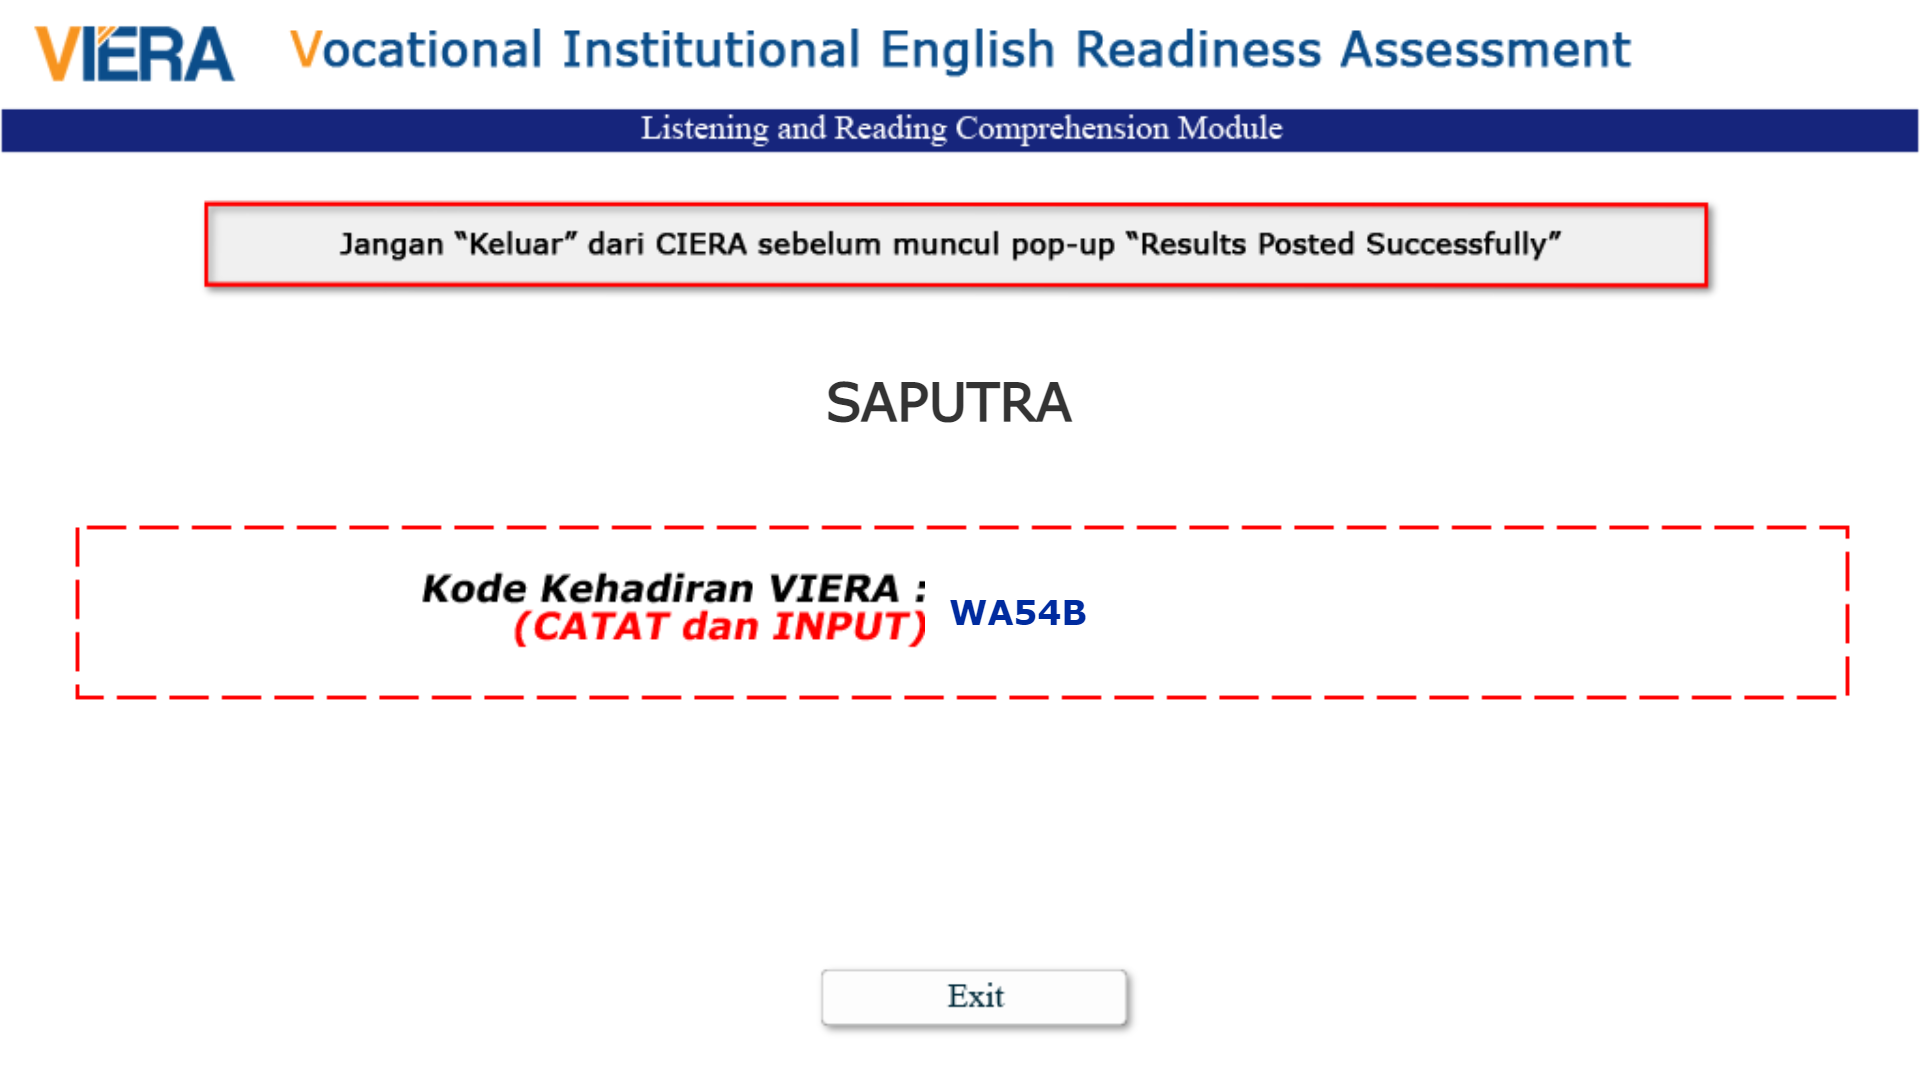 VIERA Vocational Institutional English Readiness Assessment
Listening and Reading Comprehension Module
Jangan “Keluar” dari CIERA sebelum muncul pop-up “Results Posted Successfully”
SAPUTRA
Kode Kehadiran VIERA :
(CATAT dan INPUT)
WA54B
Exit